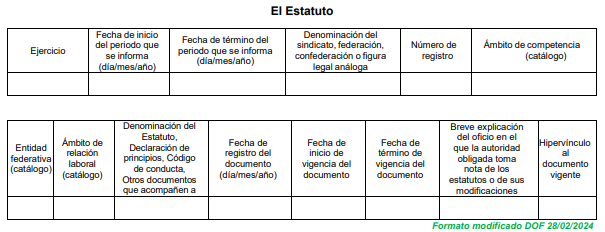 El Estatuto
Ejercicio
Fecha de inicio
del periodo que
se informa
(día/mes/año)
Fecha de término del
periodo que se informa
(día/mes/año)
Denominación del
sindicato, federación,
confederación o figura
legal análoga
Número de
registro
Ámbito de competencia
(catálogo)
Entidad
federativa
(catálogo)
Ámbito de
relación
laboral
(catálogo)
Denominación del
Estatuto,
Declaración de
principios, Código
de conducta,
Otros documentos
que acompañen a
Fecha de
registro del
documento
(día/mes/año)
Fecha de
inicio de
vigencia del
documento
Fecha de
término de
vigencia del
documento
Breve explicación
del oficio en el
que la autoridad
obligada toma
nota de los
estatutos o de sus
modificaciones
Hipervínculo
al
documento
vigente
Formato modificado DOF 28/02/2024